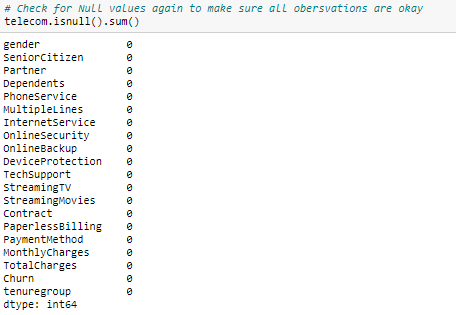 # Check for Null values again to make sure all obersvations are okay
telecom.isnull().sum()
gender 0
SeniorCitizen 0
Partner 0
Dependents 0
PhoneService 0
MultipleLines 0
InternetService 0
OnlineSecurity 0
OnlineBackup 0
DeviceProtection 0
TechSupport 0
StreamingTV 0
StreamingMovies 0
Contract 0
PaperlessBilling 0
PaymentMethod 0
MonthlyCharges 0
TotalCharges 0
Churn 0
tenuregroup 0
dtype: int64